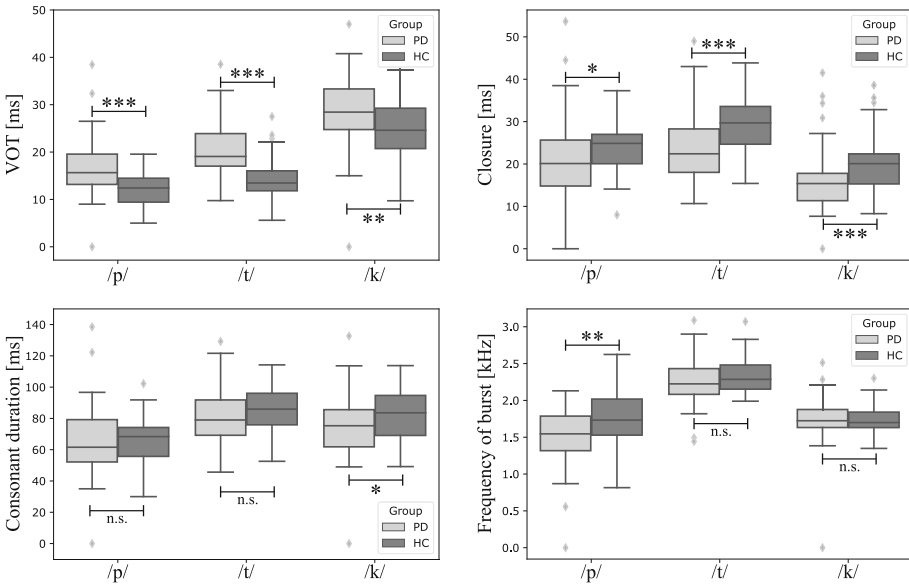 VOT [ms]
50
40
30
20
10
0
Group
PD
HC
***
***
**
/p/
/t/
/k/
Closure [ms]
50
40
30
20
10
0
Group
PD
HC
*
***
***
/p/
/t/
/k/
Consonant duration [ms]
140
120
100
80
60
40
20
0
n.s.
n.s.
*
Group
PD
HC
/p/
/t/
/k/
Frequency of burst [kHz]
3.0
2.5
2.0
1.5
1.0
0.5
0.0
Group
PD
HC
**
n.s.
n.s.
/p/
/t/
/k/